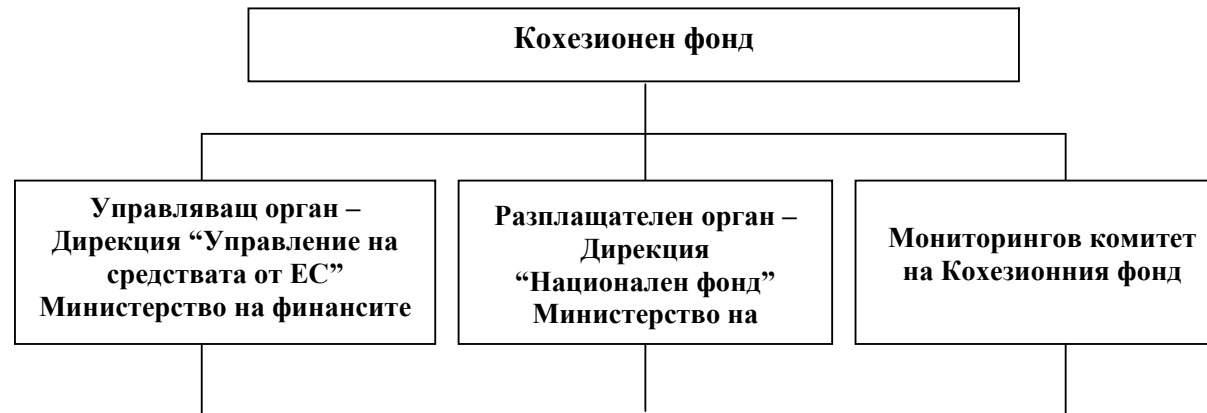 Кохезионен фонд
Управляващ орган –
Дирекция “Управление на
средствата от ЕС”
Министерство на финансите
Разплащателен орган –
Дирекция
“Национален фонд”
Министерство на
Мониторингов комитет
на Кохезионния фонд